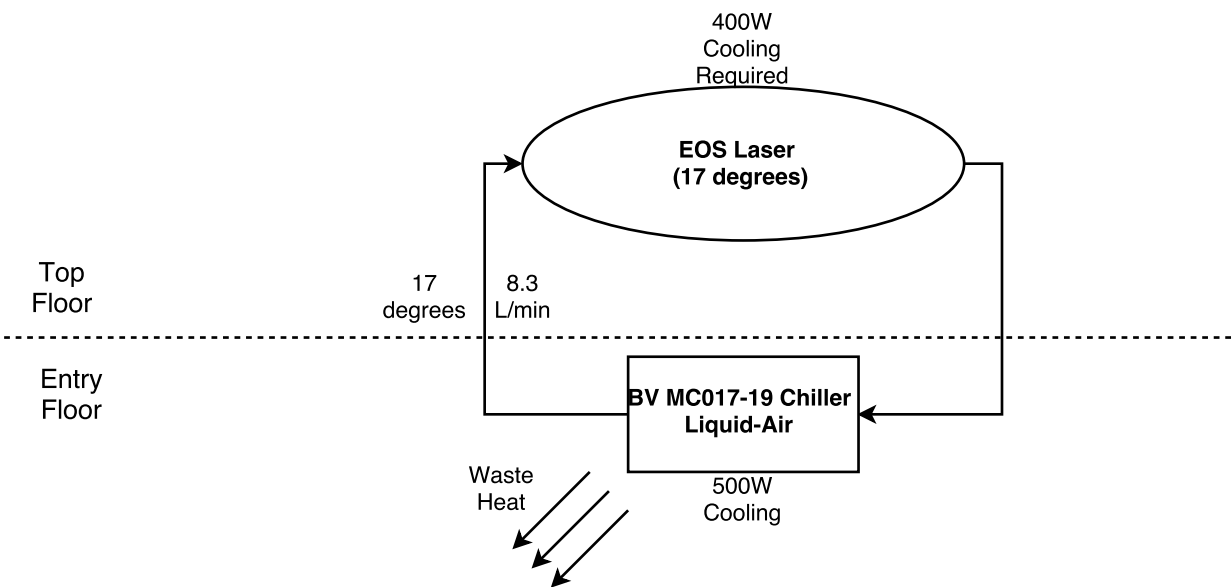 400W
Cooling
Required
EOS Laser
(17 degrees)
Top
Floor
17
degrees
8.3
L/min
Entry
Floor
BV MC017-19 Chiller
Liquid-Air
Waste
Heat
500W
Cooling